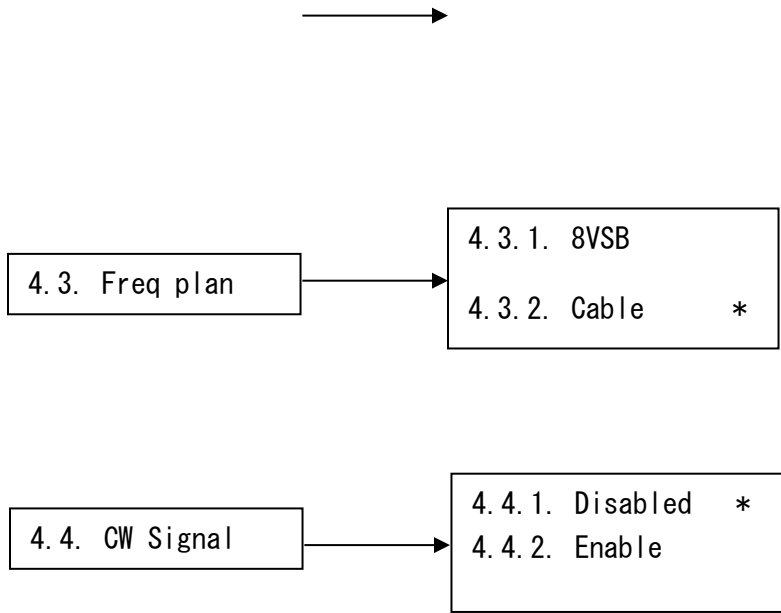 4.3.1. 8VSB
4.3. Freq plan
4.3.2. Cable *
4.4.1. Disabled *
4.4. CW Signal
4.4.2. Enable